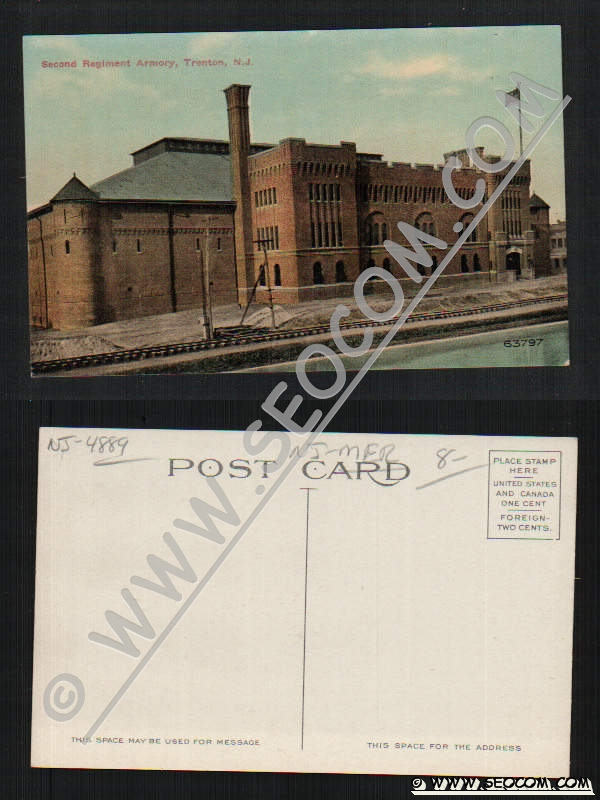 Second Regiment Armory, Trenton, N.J.
63797
© WWW.SEOCOM.COM
NJ-4889
NJ-MER
8-
POST CARD
PLACE STAMP
HERE
UNITED STATES
AND CANADA
ONE CENT
FOREIGN-
TWO CENTS.
THIS SPACE MAY BE USED FOR MESSAGE
THIS SPACE FOR THE ADDRESS
© WWW.SEOCOM.COM